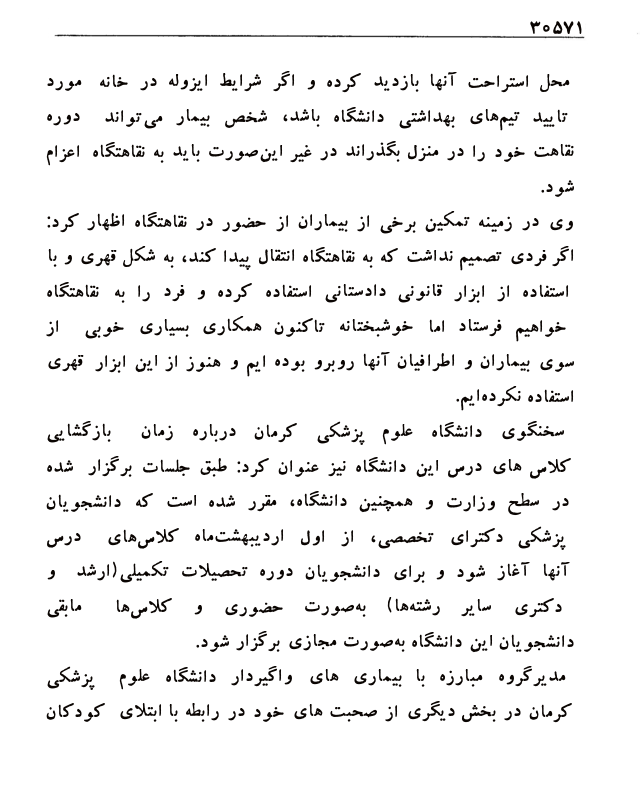 ۳۰۵۷۱
محل استراحت آنها بازدید کرده و اگر شرایط ایزوله در خانه مورد
تایید تیم‌های بهداشتی دانشگاه باشد، شخص بیمار می‌تواند دوره
نقاهت خود را در منزل بگذراند در غیر این‌صورت باید به نقاهتگاه اعزام
شود.
وی در زمینه تمکین برخی از بیماران از حضور در نقاهتگاه اظهار کرد:
اگر فردی تصمیم نداشت که به نقاهتگاه انتقال پیدا کند، به شکل قهری و با
استفاده از ابزار قانونی دادستانی استفاده کرده و فرد را به نقاهتگاه
خواهیم فرستاد اما خوشبختانه تاکنون همکاری بسیاری خوبی از
سوی بیماران و اطرافیان آنها روبرو بوده ایم و هنوز از این ابزار قهری
استفاده نکرده‌ایم.
سخنگوی دانشگاه علوم پزشکی کرمان درباره زمان بازگشایی
کلاس های درس این دانشگاه نیز عنوان کرد: طبق جلسات برگزار شده
در سطح وزارت و همچنین دانشگاه، مقرر شده است که دانشجویان
پزشکی دکترای تخصصی، از اول اردیبهشت‌ماه کلاس‌های درس
آنها آغاز شود و برای دانشجویان دوره تحصیلات تکمیلی(ارشد و
دکتری سایر رشته‌ها) به‌صورت حضوری و کلاس‌ها مابقی
دانشجویان این دانشگاه به‌صورت مجازی برگزار شود.
مدیرگروه مبارزه با بیماری های واگیردار دانشگاه علوم پزشکی
کرمان در بخش دیگری از صحبت های خود در رابطه با ابتلای کودکان